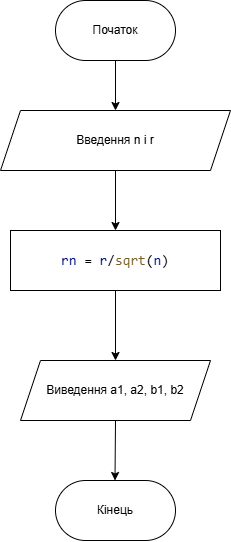 Початок
Введення n і r
rn = r/sqrt(n)
Виведення a1, a2, b1, b2
Кінець